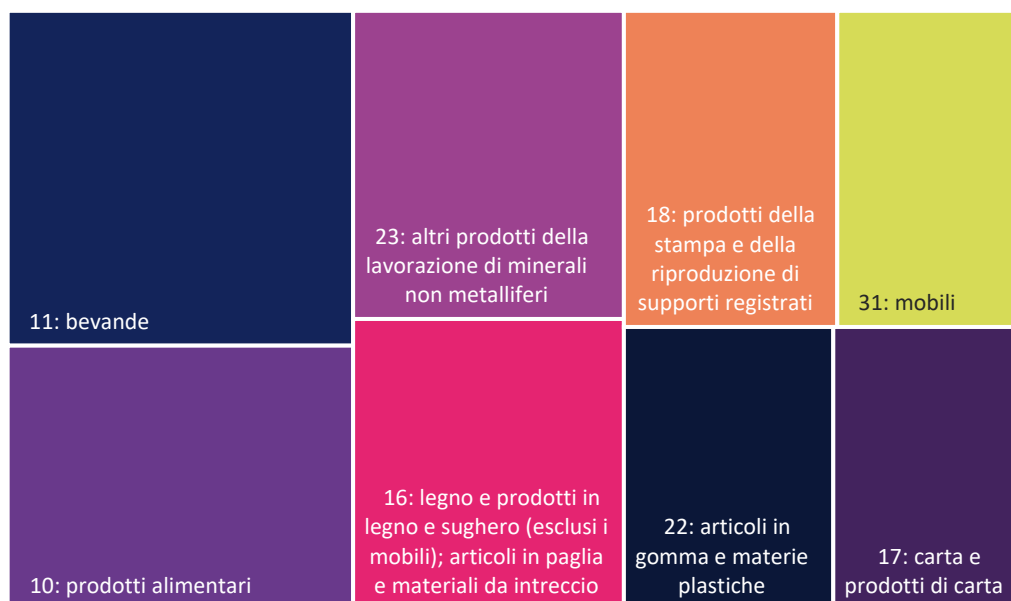 11: bevande
23: altri prodotti della
lavorazione di minerali
non metalliferi
18: prodotti della
stampa e della
riproduzione di
supporti registrati
31: mobili
10: prodotti alimentari
16: legno e prodotti in
legno e sughero (esclusi i
mobili); articoli in paglia
e materiali da intreccio
22: articoli in
gomma e materie
plastiche
17: carta e
prodotti di carta